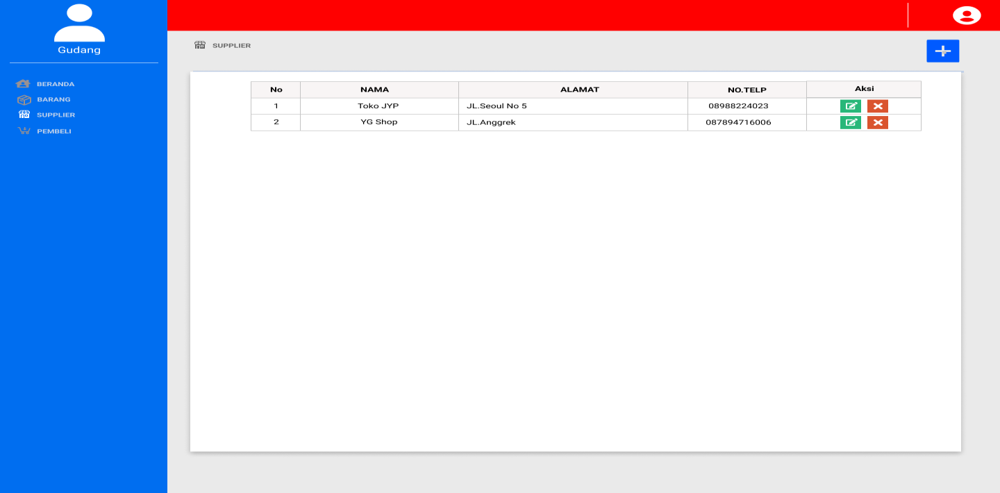 Gudang
BERANDA
BARANG
SUPPLIER
PEMBELI
SUPPLIER
No NAMA ALAMAT NO.TELP Aksi
1 Toko JYP JL.Seoul No 5 08988224023
2 YG Shop JL.Anggrek 087894716006